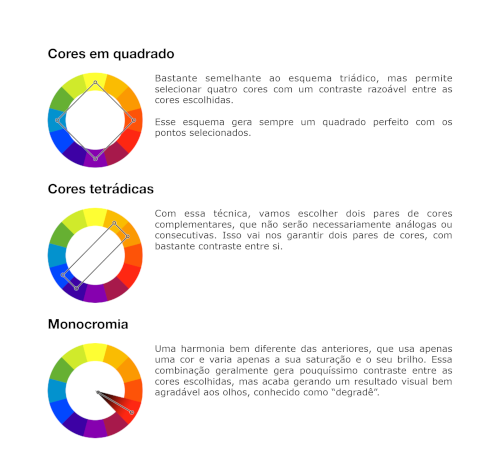 Cores em quadrado
Bastante semelhante ao esquema triádico, mas permite
selecionar quatro cores com um contraste razoável entre as
cores escolhidas.
Esse esquema gera sempre um quadrado perfeito com os
pontos selecionados.
Cores tetrádicas
Com essa técnica, vamos escolher dois pares de cores
complementares, que não serão necessariamente análogas ou
consecutivas. Isso vai nos garantir dois pares de cores, com
bastante contraste entre si.
Monocromia
Uma harmonia bem diferente das anteriores, que usa apenas
uma cor e varia apenas a sua saturação e o seu brilho. Essa
combinação geralmente gera pouquíssimo contraste entre as
cores escolhidas, mas acaba gerando um resultado visual bem
agradável aos olhos, conhecido como “degradê”.